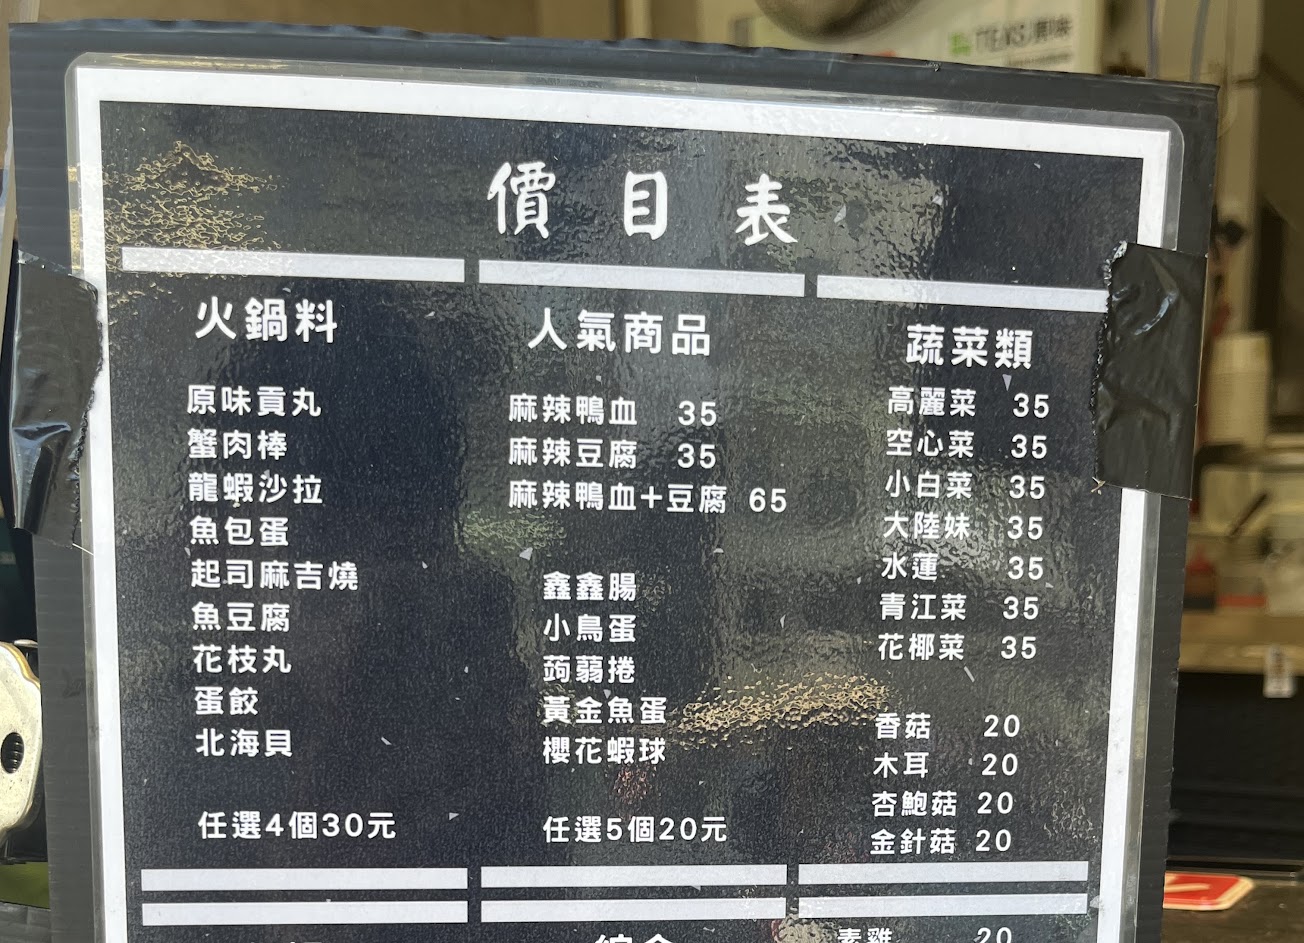 價目表
火鍋料
原味貢丸
蟹肉棒
龍蝦沙拉
魚包蛋
起司麻吉燒
魚豆腐
花枝丸
蛋餃
北海貝
任選4個30元
人氣商品
麻辣鴨血 35
麻辣豆腐 35
麻辣鴨血+豆腐 65
鑫鑫腸
小鳥蛋
蒟蒻捲
黃金魚蛋
櫻花蝦球
任選5個20元
蔬菜類
高麗菜 35
空心菜 35
小白菜 35
大陸妹 35
水蓮 35
青江菜 35
花椰菜 35
香菇 20
木耳 20
杏鮑菇 20
金針菇 20
素雞 20